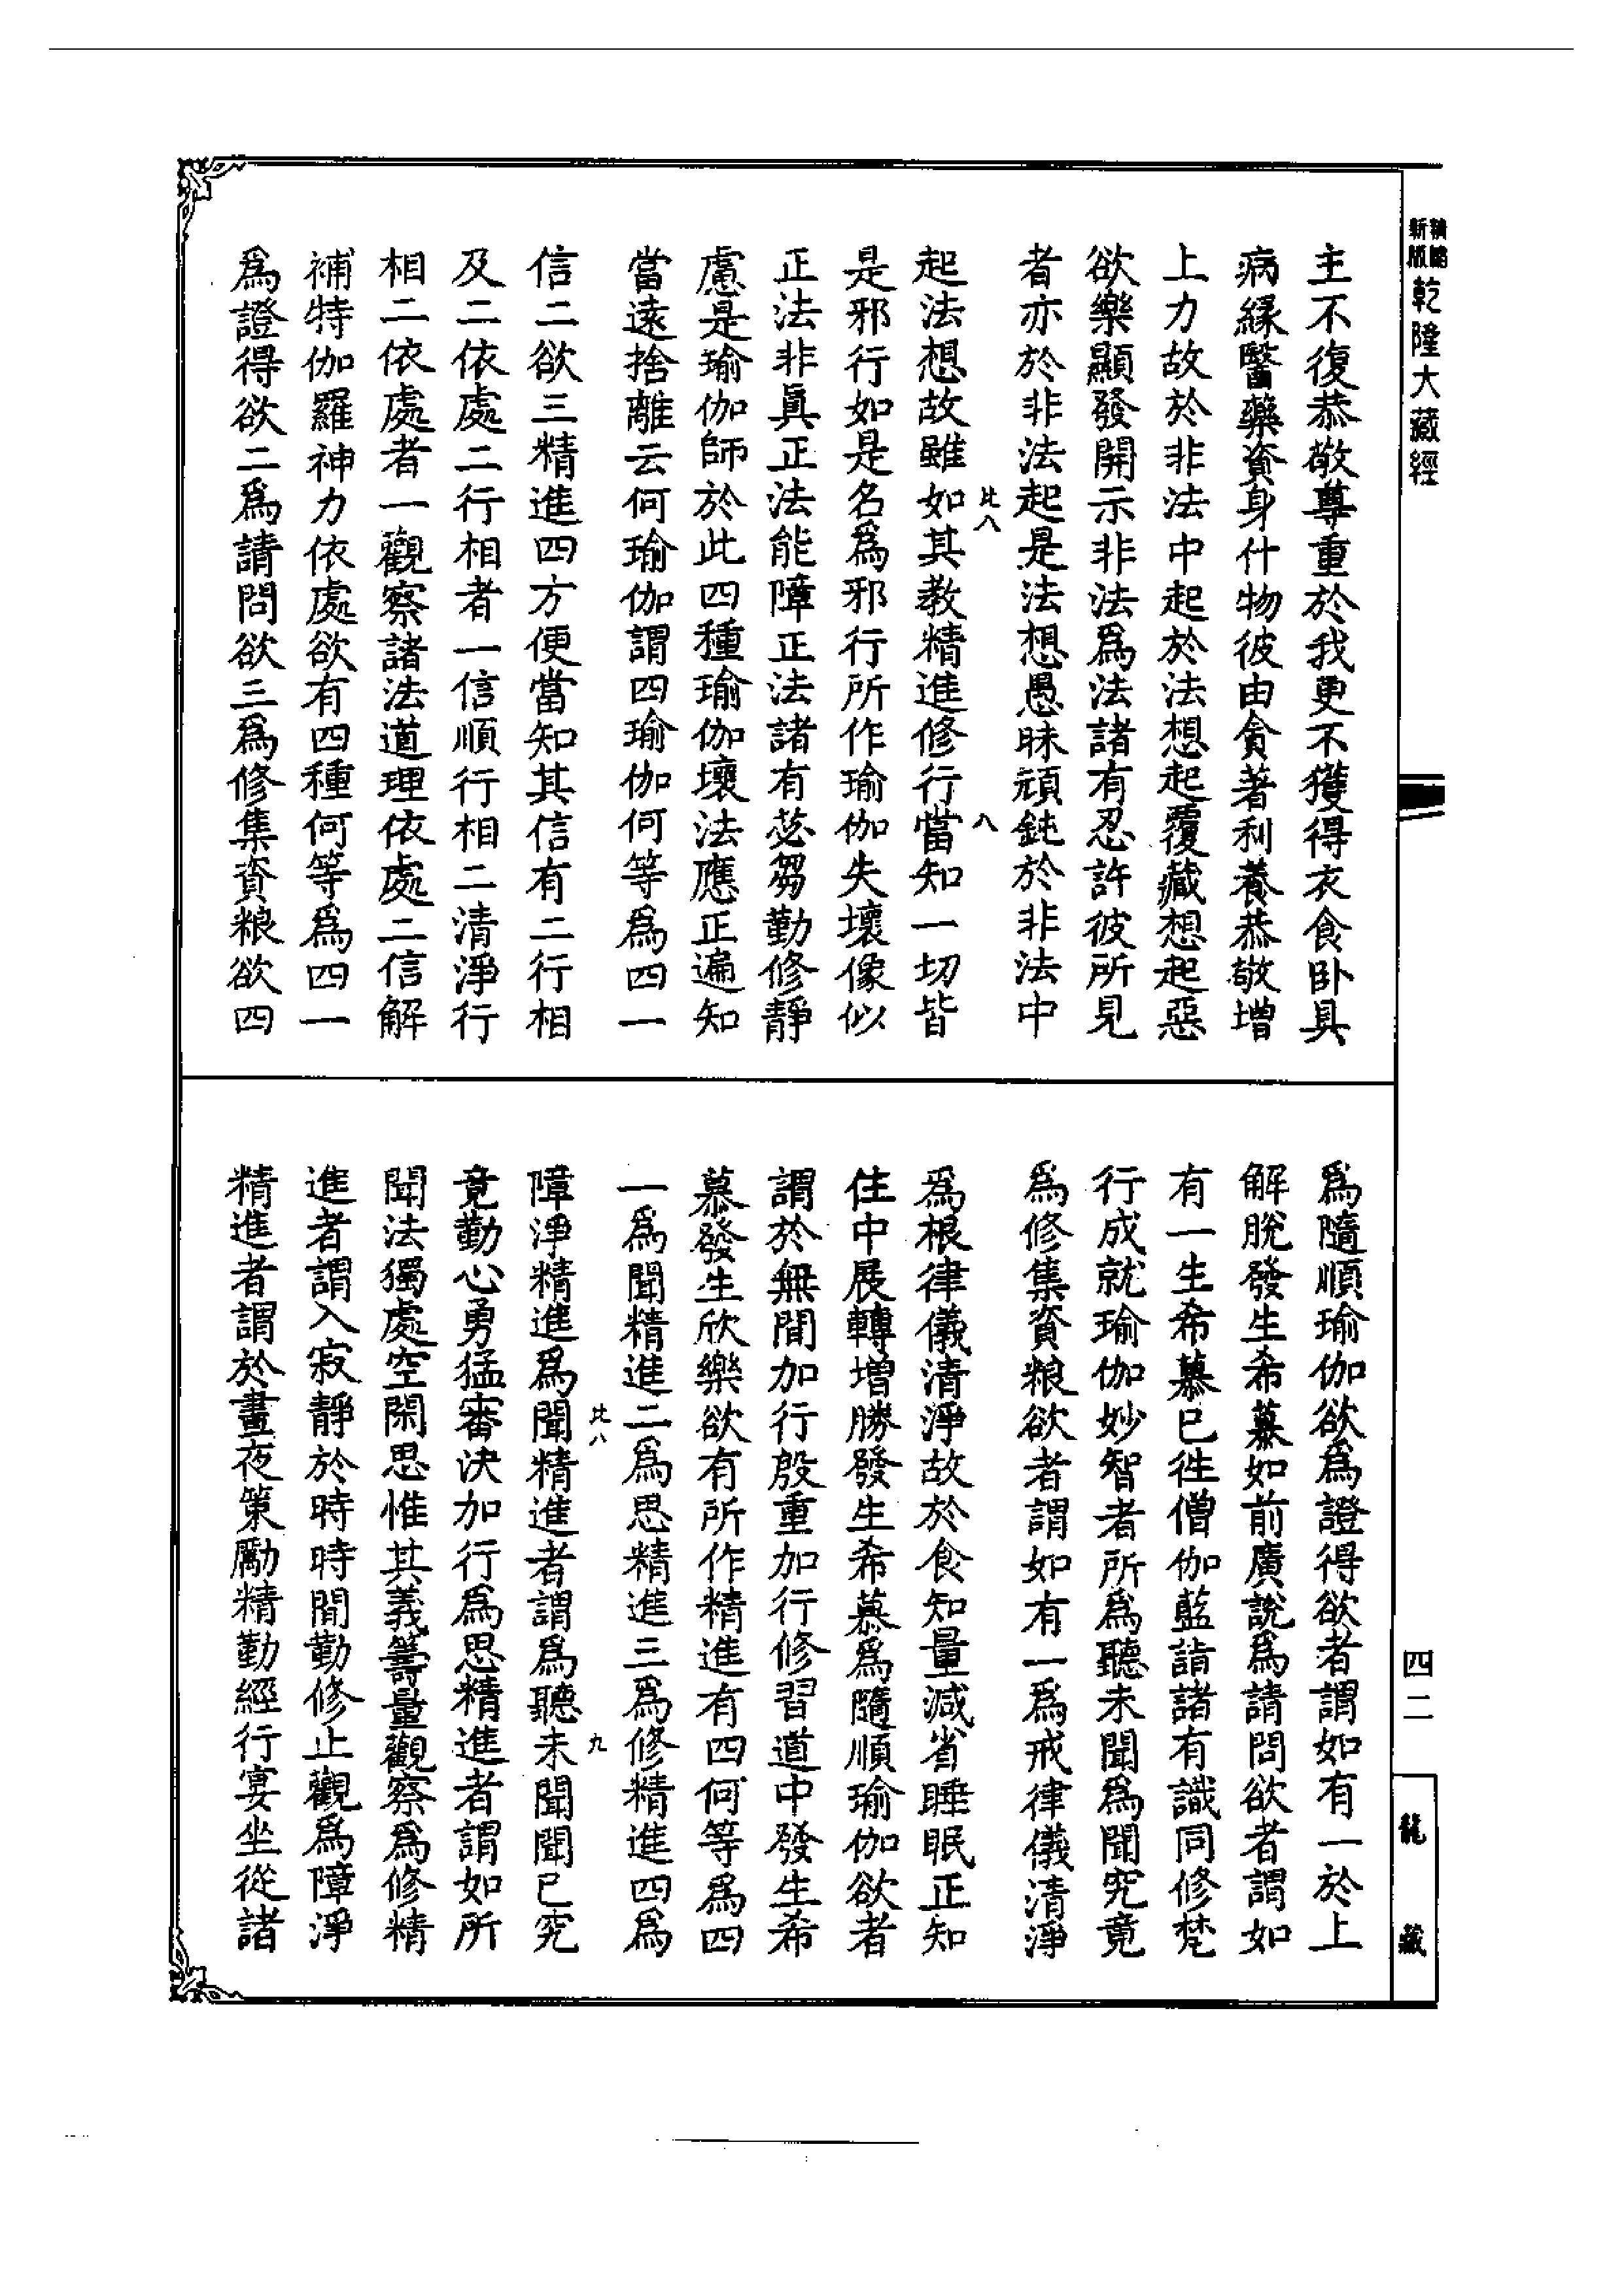 新版
乾隆大藏經
主不復恭敬尊重於我更不獲得衣食卧具
病緣醫藥資身什物彼由貪著利養恭敬增
上力故於非法中起於法想起覆藏想起惡
欲樂顯發開示非法爲法諸有忍許彼所見
者亦於非法起是法想愚昧頑鈍於非法中
此八
八
起法想故雖如其教精進修行當知一切皆
是邪行如是名爲邪行所作瑜伽失壞像似
正法非眞正法能障正法諸有苾芻勤修靜
慮是瑜伽師於此四種瑜伽壞法應正遍知
當遠捨離云何瑜伽謂四瑜伽何等爲四一
信二欲三精進四方便當知其信有二行相
及二依處二行相者一信順行相二清淨行
相二依處者一觀察諸法道理依處二信解
補特伽羅神力依處欲有四種何等爲四一
爲證得欲二爲請問欲三爲修集資粮欲四
爲隨順瑜伽欲爲證得欲者謂如有一於上
解脫發生希慕如前廣說爲請問欲者謂如
有一生希慕已徃僧伽藍詣諸有識同修梵
行成就瑜伽妙智者所爲聽未聞爲聞究竟
爲修集資粮欲者謂如有一爲戒律儀清淨
爲根律儀清淨故於食知量減省睡眠正知
住中展轉增勝發生希慕爲隨順瑜伽欲者
謂於無間加行殷重加行修習道中發生希
慕發生欣樂欲有所作精進有四何等爲四
一爲聞精進二爲思精進三爲修精進四爲
此八
九
障淨精進爲聞精進者謂爲聽未聞聞已究
竟勤心勇猛審决加行爲思精進者謂如所
聞法獨處空閑思惟其義籌量觀察爲修精
進者謂入寂靜於時時間勤修止觀爲障淨
精進者謂於晝夜策勵精勤經行宴坐從諸
四二
龍藏